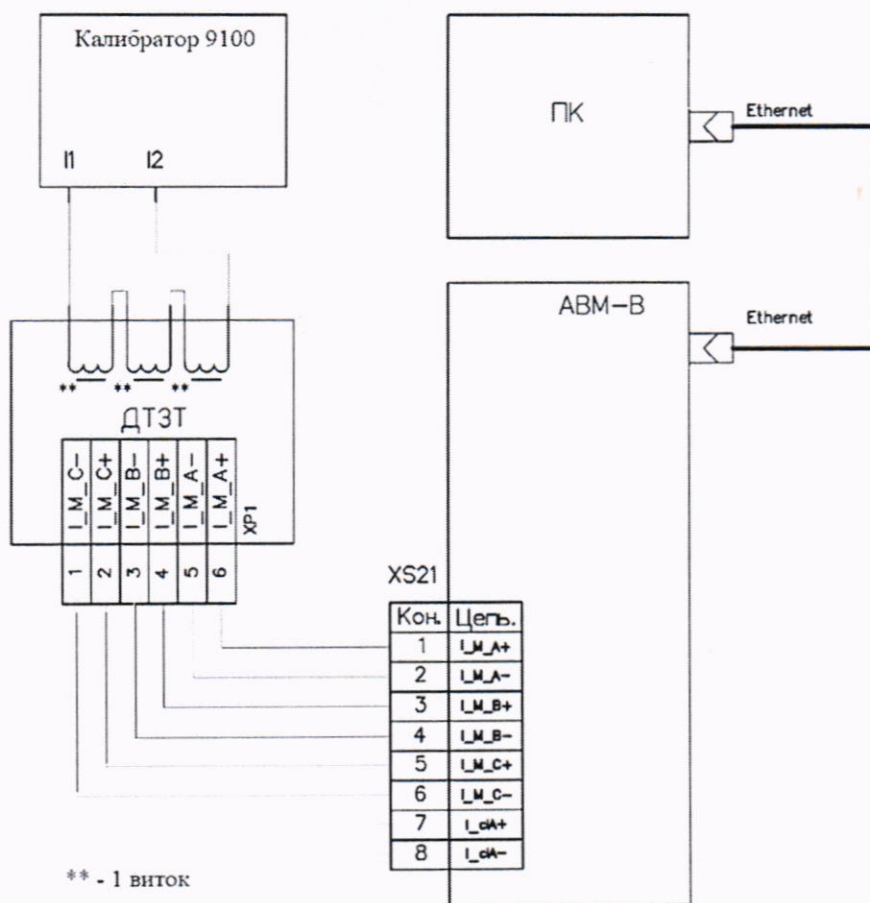 Калибратор 9100
I1 I2
ПК
Ethernet
АВМ-В
Ethernet
** ** **
ДТЗТ
I_M_C-
I_M_C+
I_M_B-
I_M_B+
I_M_A-
I_M_A+
XP1
1 2 3 4 5 6
XS21
Кон. Цепь.
1 I_M_A+
2 I_M_A-
3 I_M_B+
4 I_M_B-
5 I_M_C+
6 I_M_C-
7 I_dA+
8 I_dA-
** - 1 виток